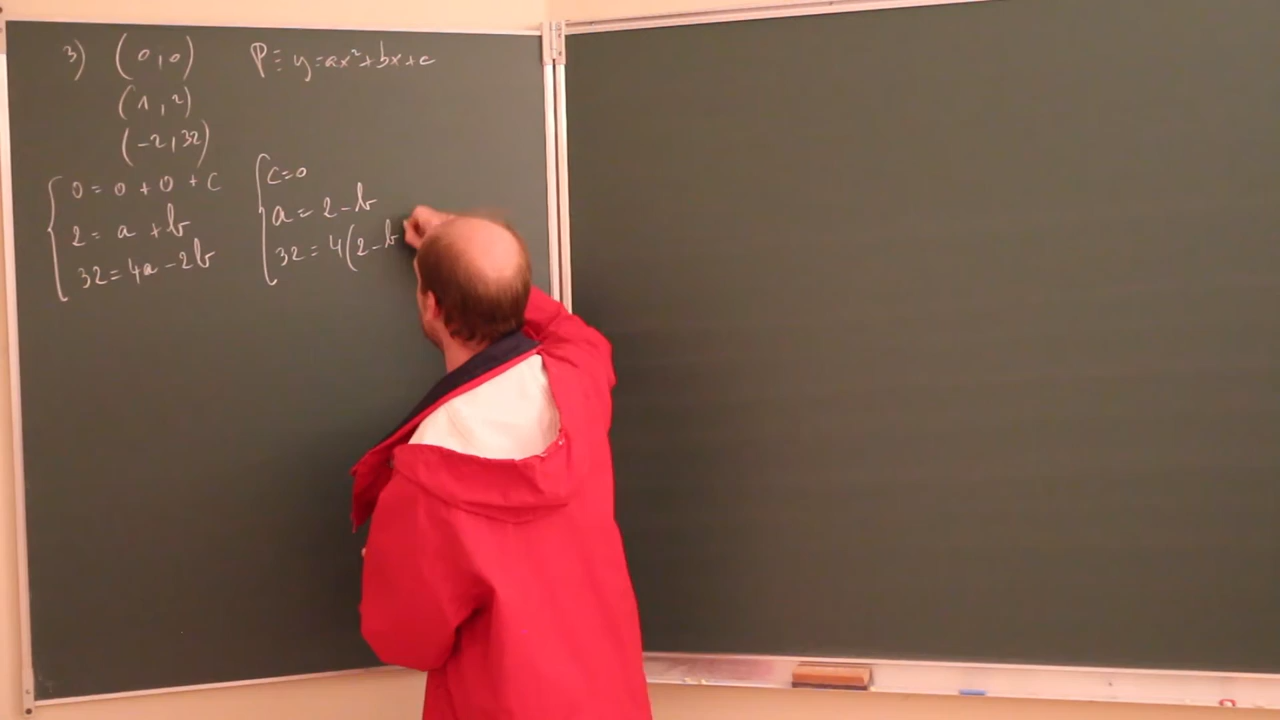 3) (0,0) P ≡ y=ax²+bx+c
(1,2)
(-2,32)
0 = 0 + 0 + c
2 = a + b
32 = 4a - 2b
c=0
a = 2 - b
32 = 4(2-b